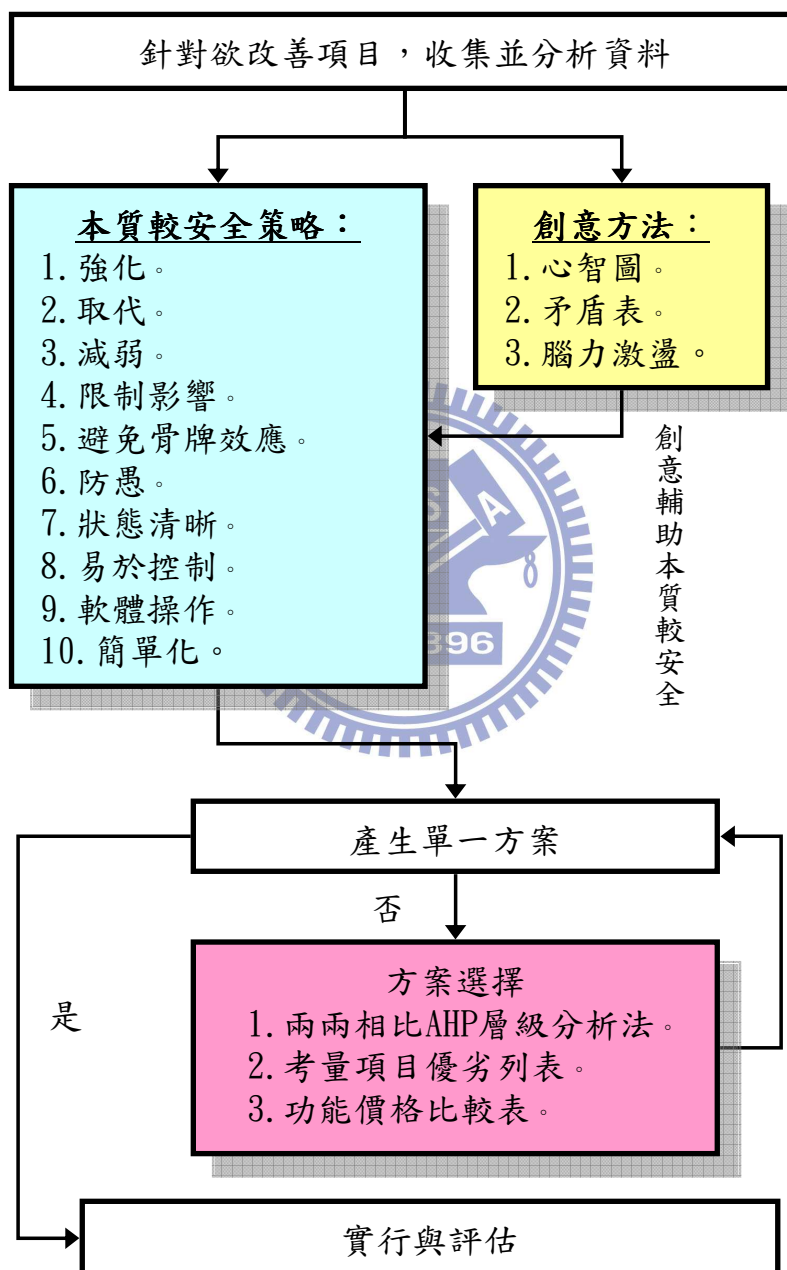 針對欲改善項目，收集並分析資料
本質較安全策略：
1.強化。
2.取代。
3.減弱。
4.限制影響。
5.避免骨牌效應。
6.防愚。
7.狀態清晰。
8.易於控制。
9.軟體操作。
10.簡單化。
創意方法：
1.心智圖。
2.矛盾表。
3.腦力激盪。
創意輔助本質較安全
896
產生單一方案
否
是
方案選擇
1.兩兩相比AHP層級分析法。
2.考量項目優劣列表。
3.功能價格比較表。
實行與評估